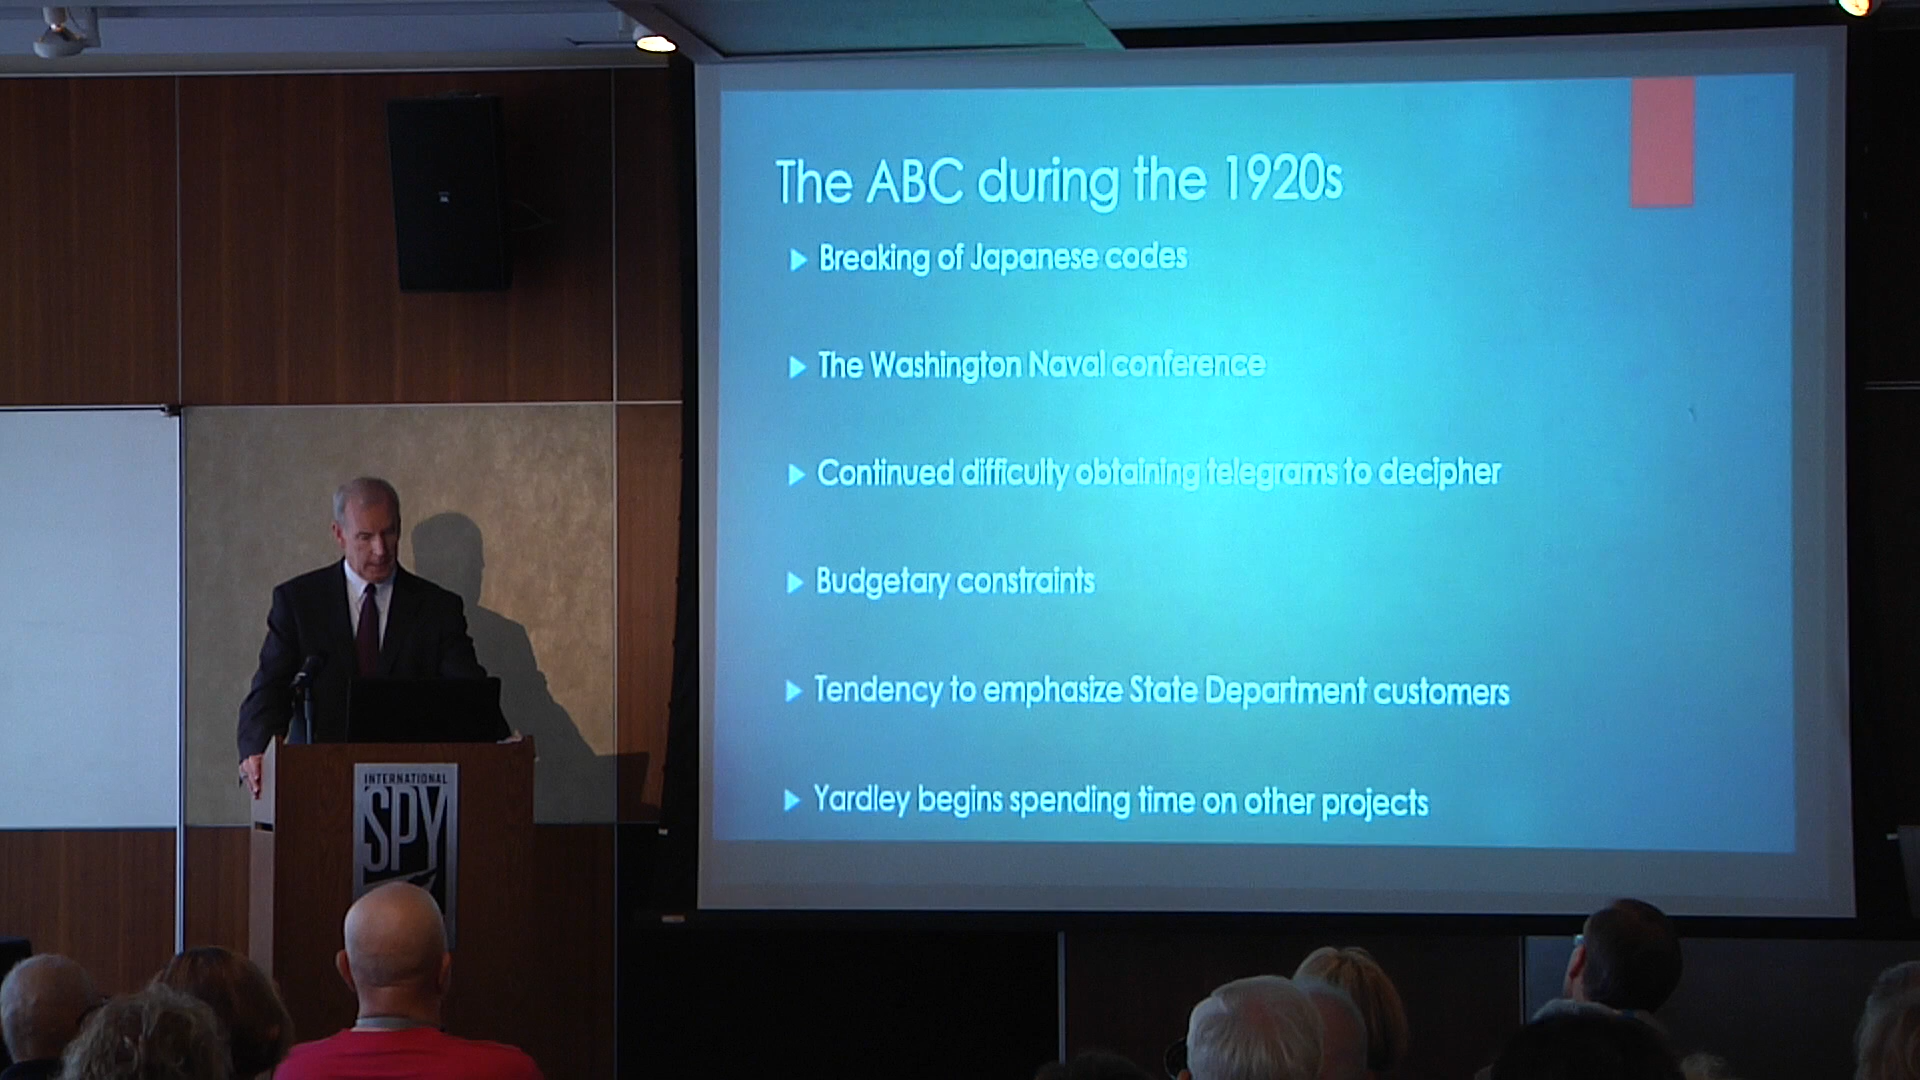 The ABC during the 1920s
Breaking of Japanese codes
The Washington Naval conference
Continued difficulty obtaining telegrams to decipher
Budgetary constraints
Tendency to emphasize State Department customers
Yardley begins spending time on other projects
INTERNATIONAL
SPY